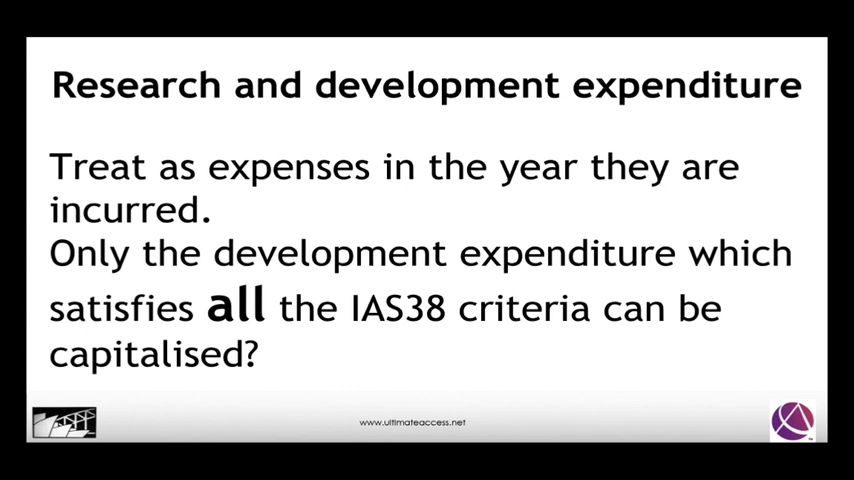 Research and development expenditure
Treat as expenses in the year they are
incurred.
Only the development expenditure which
satisfies all the IAS38 criteria can be
capitalised?
www.ultimateaccess.net